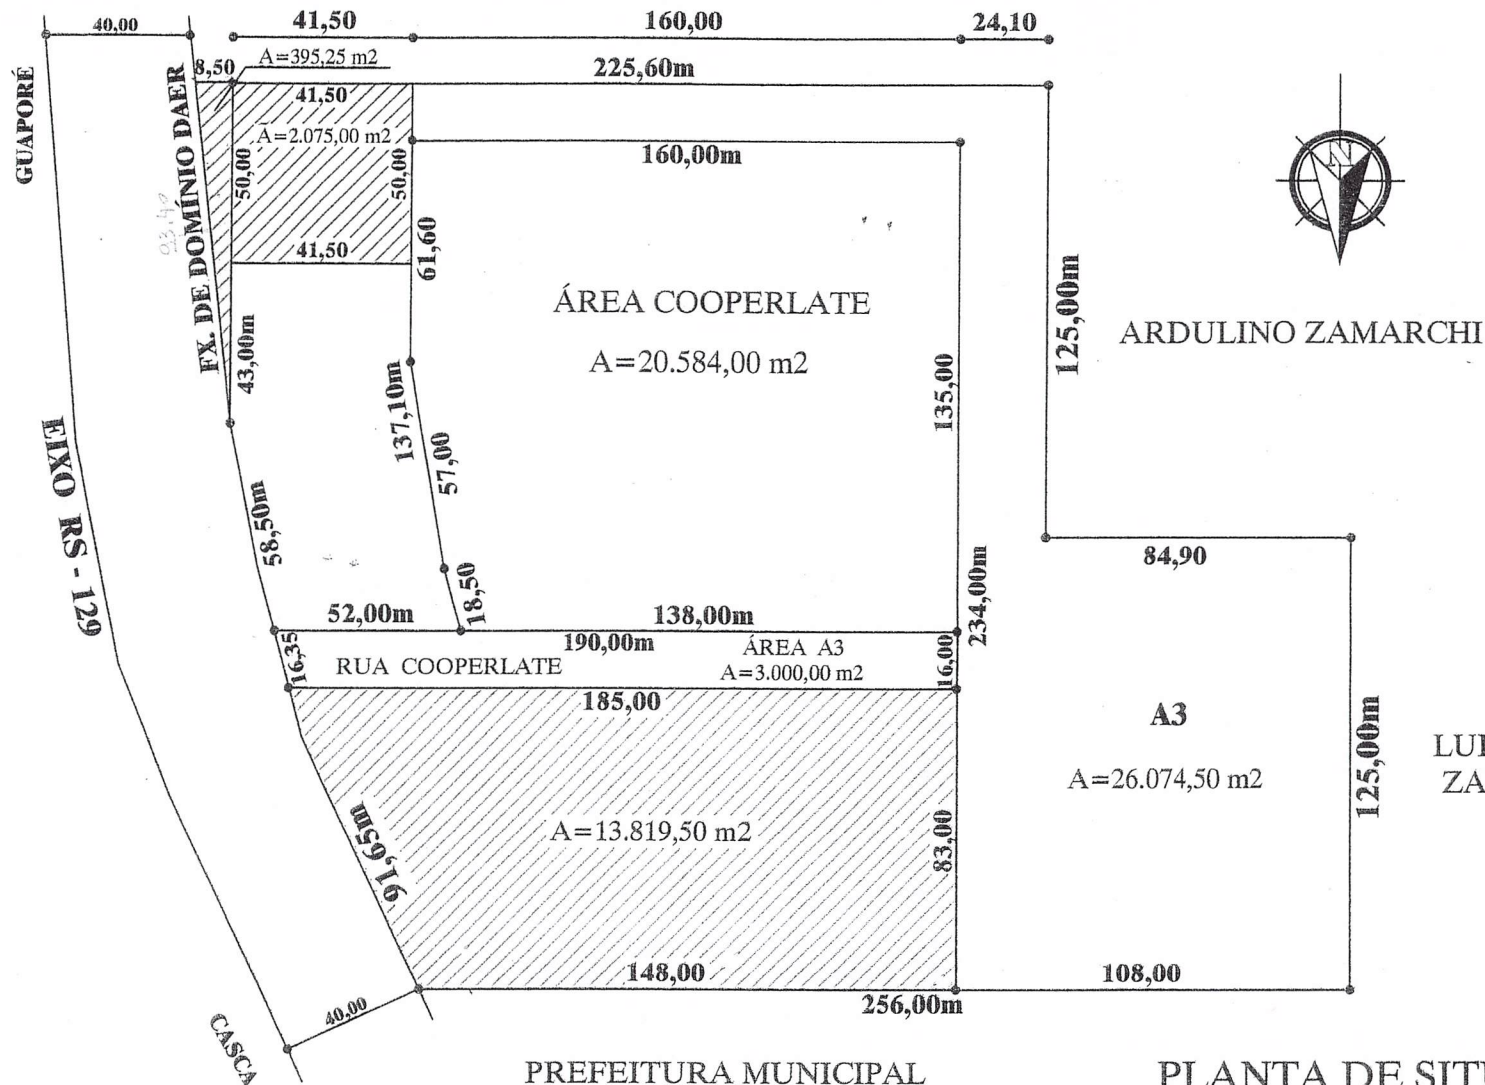 40,00
41,50
160,00
24,10
GUAPORÉ
FX. DE DOMÍNIO DAER
8,50
A=395,25 m2
225,60m
41,50
A=2.075,00 m2
50,00
50,00
160,00m
N
93.40
41,50
61,60
ÁREA COOPERLATE
A=20.584,00 m2
125,00m
ARDULINO ZAMARCHI
43,00m
137,10m
57,00
135,00
EIXO RS - 129
58,50m
84,90
18,50
52,00m
138,00m
234,00m
190,00m
16,35
RUA COOPERLATE
ÁREA A3
A=3.000,00 m2
16,00
185,00
A3
A=26.074,50 m2
125,00m
LUI
ZA
91,65m
A=13.819,50 m2
83,00
148,00
108,00
256,00m
40,00
CASCA
PREFEITURA MUNICIPAL
PLANTA DE SIT